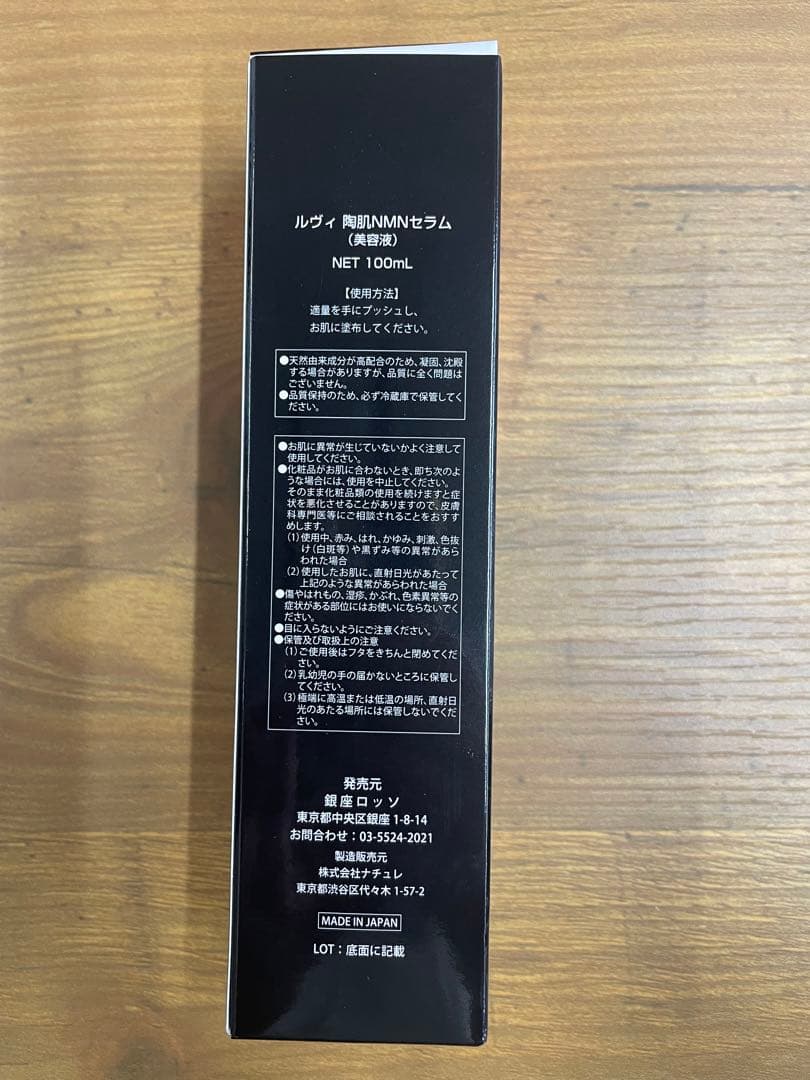 ルヴィ 陶肌NMNセラム
（美容液）
NET 100mL
【使用方法】
適量を手にプッシュし、
お肌に塗布してください。
●天然由来成分が高配合のため、凝固、沈殿
する場合がありますが、品質に全く問題は
ございません。
●品質保持のため、必ず冷蔵庫で保管してく
ださい。
●お肌に異常が生じていないかよく注意して
使用してください。
●化粧品がお肌に合わないとき、即ち次のよ
うな場合には、使用を中止してください。
そのまま化粧品類の使用を続けますと症
状を悪化させることがありますので、皮膚
科専門医等にご相談されることをおすす
めします。
(1) 使用中、赤み、はれ、かゆみ、刺激、色抜
け（白斑等）や黒ずみ等の異常があら
われた場合
(2) 使用したお肌に、直射日光があたって
上記のような異常があらわれた場合
●傷やはれもの、湿疹、かぶれ、色素異常等の
症状がある部位にはお使いにならないでく
ださい。
●目に入らないようにご注意ください。
●保管及び取扱上の注意
(1) ご使用後はフタをきちんと閉めてくだ
さい。
(2) 乳幼児の手の届かないところに保管し
てください。
(3) 極端に高温または低温の場所、直射日
光のあたる場所には保管しないでくだ
さい。
発売元
銀座ロッソ
東京都中央区銀座 1-8-14
お問合わせ：03-5524-2021
製造販売元
株式会社ナチュレ
東京都渋谷区代々木 1-57-2
MADE IN JAPAN
LOT：底面に記載